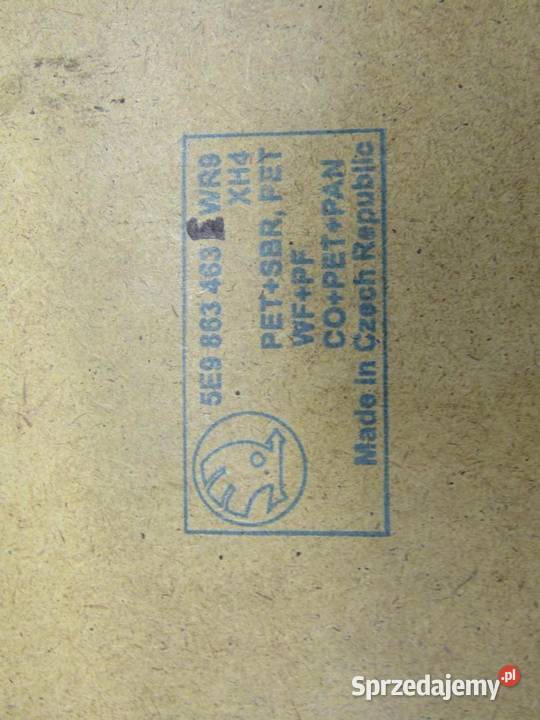 5E9 863 463 E WR9
XH4
PET+SBR, PET
WF+PF
CO+PET+PAN
Made in Czech Republic
Sprzedajemy.pl